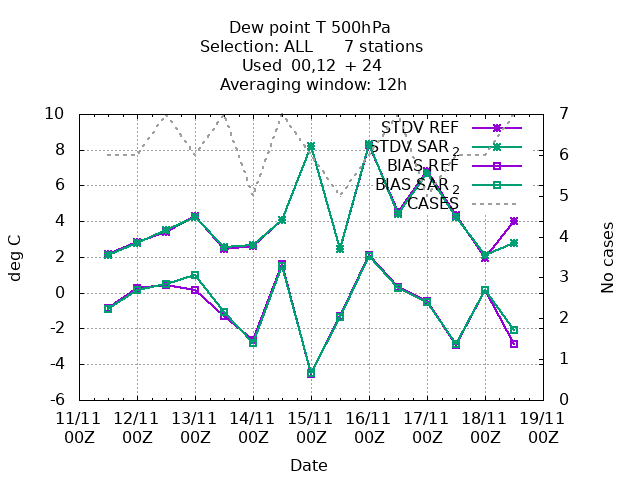 Dew point T 500hPa
Selection: ALL 7 stations
Used 00,12 + 24
Averaging window: 12h
10
8
6
4
2
0
-2
-4
-6
deg C
7
6
5
4
3
2
1
0
No cases
STDV REF
STDV SAR2
BIAS REF
BIAS SAR2
CASES
11/11 12/11 13/11 14/11 15/11 16/11 17/11 18/11 19/11
00Z 00Z 00Z 00Z 00Z 00Z 00Z 00Z 00Z
Date